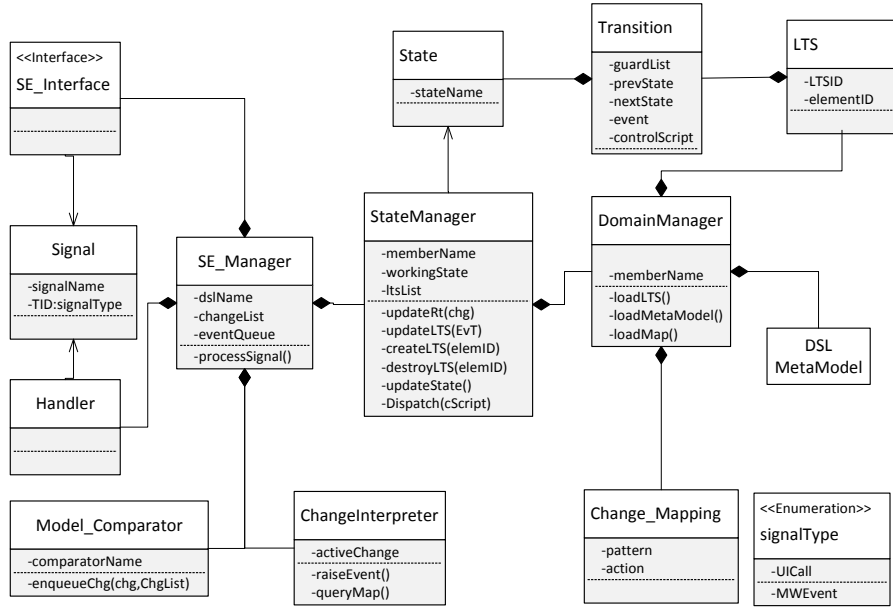 <<Interface>>
SE_Interface
State
-stateName
Transition
-guardList
-prevState
-nextState
-event
-controlScript
LTS
-LTSID
-elementID
Signal
-signalName
-TID:signalType
SE_Manager
-dslName
-changeList
-eventQueue
-processSignal()
StateManager
-memberName
-workingState
-ltsList
-updateRt(chg)
-updateLTS(EvT)
-createLTS(elemID)
-destroyLTS(elemID)
-updateState()
-Dispatch(cScript)
DomainManager
-memberName
-loadLTS()
-loadMetaModel()
-loadMap()
DSL
MetaModel
Handler
Model_Comparator
-comparatorName
-enqueueChg(chg,ChgList)
ChangeInterpreter
-activeChange
-raiseEvent()
-queryMap()
Change_Mapping
-pattern
-action
<<Enumeration>>
signalType
-UICall
-MWEvent